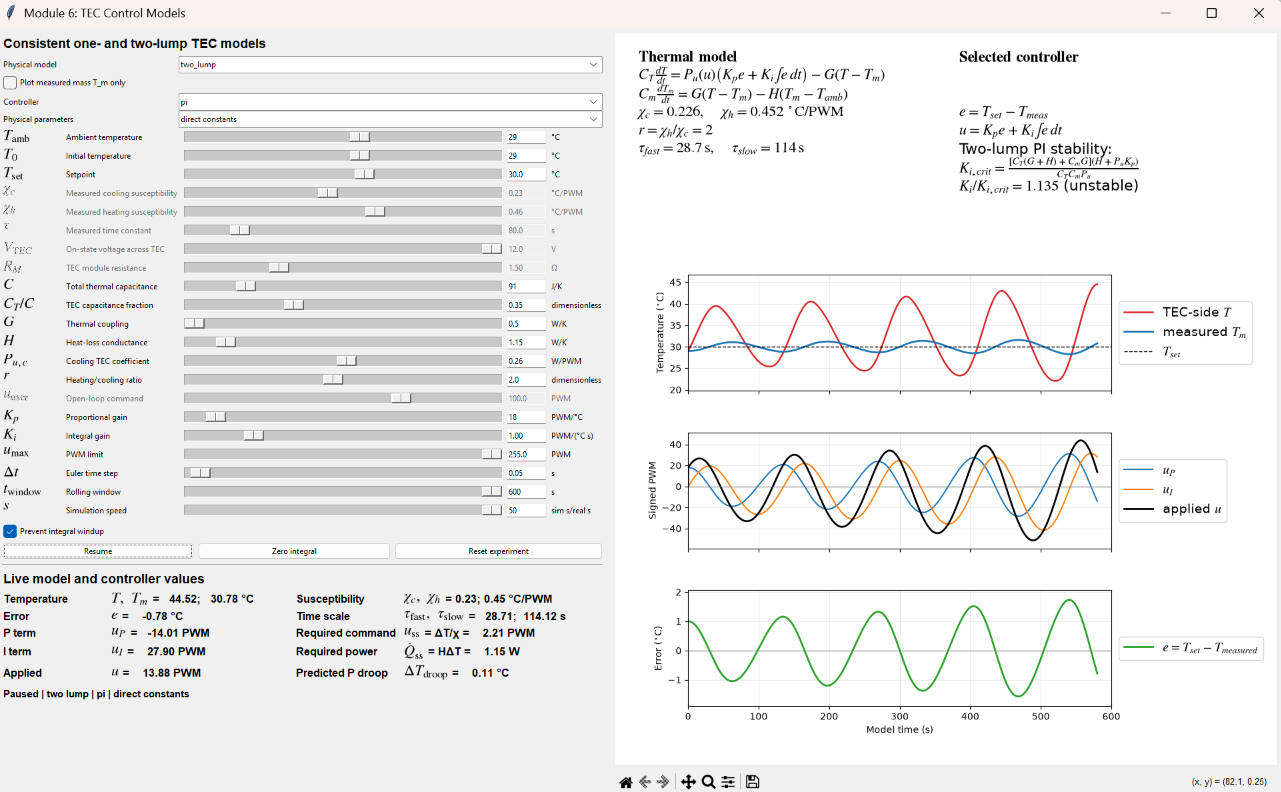 Module 6: TEC Control Models
Consistent one- and two-lump TEC models
Physical model two_lump
Plot measured mass T_m only
Controller pi
Physical parameters direct constants
T_amb Ambient temperature 29 °C
T_0 Initial temperature 29 °C
T_set Setpoint 30.0 °C
χ_c Measured cooling susceptibility 0.23 °C/PWM
χ_h Measured heating susceptibility 0.46 °C/PWM
τ Measured time constant 80.0 s
V_TEC On-state voltage across TEC 12.0 V
R_M TEC module resistance 1.50 Ω
C Total thermal capacitance 91 J/K
C_T/C TEC capacitance fraction 0.35 dimensionless
G Thermal coupling 0.5 W/K
H Heat-loss conductance 1.15 W/K
P_u,c Cooling TEC coefficient 0.26 W/PWM
r Heating/cooling ratio 2.0 dimensionless
u_user Open-loop command 100.0 PWM
K_p Proportional gain 18 PWM/°C
K_i Integral gain 1.00 PWM/(°C s)
u_max PWM limit 255.0 PWM
Δt Euler time step 0.05 s
t_window Rolling window 600 s
s Simulation speed 50 sim s/real s
Prevent integral windup
Resume Zero integral Reset experiment
Live model and controller values
Temperature T, T_m = 44.52; 30.78 °C Susceptibility χ_c, χ_h = 0.23; 0.45 °C/PWM
Error e = -0.78 °C Time scale τ_fast, τ_slow = 28.71; 114.12 s
P term u_P = -14.01 PWM Required command u_ss = ΔT/χ = 2.21 PWM
I term u_I = 27.90 PWM Required power Q̇_ss = HΔT = 1.15 W
Applied u = 13.88 PWM Predicted P droop ΔT_droop = 0.11 °C
Paused | two lump | pi | direct constants
Thermal model
C_T dT/dt = P_u(u)(K_p e + K_i ∫e dt) − G(T − T_m)
C_m dT_m/dt = G(T − T_m) − H(T_m − T_amb)
χ_c = 0.226, χ_h = 0.452 °C/PWM
r = χ_h/χ_c = 2
τ_fast = 28.7 s, τ_slow = 114 s
Selected controller
e = T_set − T_meas
u = K_p e + K_i ∫e dt
Two-lump PI stability:
K_i,crit = [C_T(G + H) + C_m G](H + P_u K_p) / C_T C_m P_u
K_i/K_i,crit = 1.135 (unstable)
Temperature (°C)
45
40
35
30
25
20
TEC-side T
measured T_m
T_set
Signed PWM
40
20
0
−20
−40
u_P
u_I
applied u
Error (°C)
2
1
0
−1
e = T_set − T_measured
0 100 200 300 400 500 600
Model time (s)
(x, y) = (82.1, 0.25)